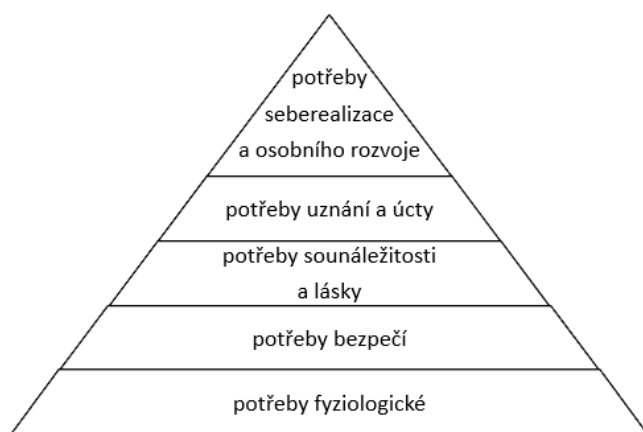 potřeby
seberealizace
a osobního rozvoje
potřeby uznání a úcty
potřeby sounáležitosti
a lásky
potřeby bezpečí
potřeby fyziologické